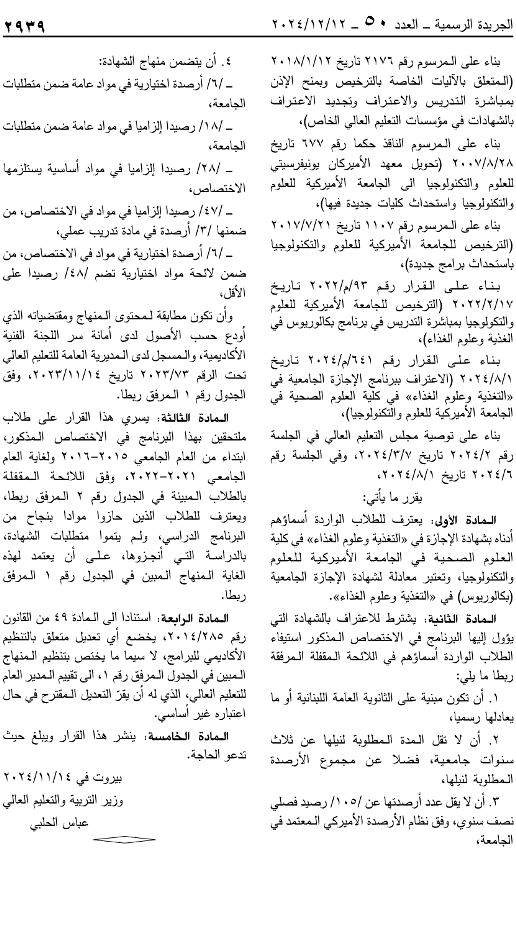 الجريدة الرسمية ــ العدد ٥٠ ــ ٢٠٢٤/١٢/١٢
٢٩٣٩
بناء على المرسوم رقم ٢١٧٦ تاريخ ٢٠١٨/١/١٢
(المتعلق بالآليات الخاصة بالترخيص وبمنح الإذن
بمباشرة التدريس والاعتراف وتجديد الاعتراف
بالشهادات في مؤسسات التعليم العالي الخاص)،
بناء على المرسوم النافذ حكما رقم ٦٧٧ تاريخ
٢٠٠٧/٨/٢٨ (تحويل معهد الأميركان يونيفرسيتي
للعلوم والتكنولوجيا الى الجامعة الأميركية للعلوم
والتكنولوجيا واستحداث كليات جديدة فيها)،
بناء على المرسوم رقم ١١٠٧ تاريخ ٢٠١٧/٧/٢١
(الترخيص للجامعة الأميركية للعلوم والتكنولوجيا
باستحداث برامج جديدة)،
بناء على القرار رقم ٩٣/م/٢٠٢٢ تاريخ
٢٠٢٢/٢/١٧ (الترخيص للجامعة الأميركية للعلوم
والتكولوجيا بمباشرة التدريس في برنامج بكالوريوس في
الغذية وعلوم الغذاء)،
بناء على القرار رقم ٦٤١/م/٢٠٢٤ تاريخ
٢٠٢٤/٨/١ (الاعتراف ببرنامج الإجازة الجامعية في
«التغذية وعلوم الغذاء» في كلية العلوم الصحية في
الجامعة الأميركية للعلوم والتكنولوجيا)،
بناء على توصية مجلس التعليم العالي في الجلسة
رقم ٢٠٢٤/٢ تاريخ ٢٠٢٤/٣/٧، وفي الجلسة رقم
٢٠٢٤/٦ تاريخ ٢٠٢٤/٨/١،
يقرر ما يأتي:
المادة الأولى: يعترف للطلاب الواردة أسماؤهم
أدناه بشهادة الإجازة في «التغذية وعلوم الغذاء» في كلية
العلوم الصحية في الجامعة الأميركية للعلوم
والتكنولوجيا، وتعتبر معادلة لشهادة الإجازة الجامعية
(بكالوريوس) في «التغذية وعلوم الغذاء».
المادة الثانية: يشترط للاعتراف بالشهادة التي
يؤول إليها البرنامج في الاختصاص المذكور استيفاء
الطلاب الواردة أسماؤهم في اللائحة المقفلة المرفقة
ربطا ما يلي:
١. أن تكون مبنية على الثانوية العامة اللبنانية أو ما
يعادلها رسميا،
٢. أن لا تقل المدة المطلوبة لنيلها عن ثلاث
سنوات جامعية، فضلا عن مجموع الأرصدة
المطلوبة لنيلها،
٣. أن لا يقل عدد أرصدتها عن /١٠٥/ رصيد فصلي
نصف سنوي، وفق نظام الأرصدة الأميركي المعتمد في
الجامعة،
٤. أن يتضمن منهاج الشهادة:
ــ /٦/ أرصدة اختيارية في مواد عامة ضمن متطلبات
الجامعة،
ــ /١٨/ رصيدا إلزاميا في مواد عامة ضمن متطلبات
الجامعة،
ــ /٢٨/ رصيدا إلزاميا في مواد أساسية يستلزمها
الاختصاص،
ــ /٤٧/ رصيدا إلزاميا في مواد في الاختصاص، من
ضمنها /٣/ أرصدة في مادة تدريب عملي،
ــ /٦/ أرصدة اختيارية في مواد في الاختصاص، من
ضمن لائحة مواد اختيارية تضم /٤٨/ رصيدا على
الأقل،
وأن تكون مطابقة لمحتوى المنهاج ومقتضياته الذي
أودع حسب الأصول لدى أمانة سر اللجنة الفنية
الأكاديمية، والمسجل لدى المديرية العامة للتعليم العالي
تحت الرقم ٢٠٢٣/٧٣ تاريخ ٢٠٢٣/١١/١٤، وفق
الجدول رقم ١ المرفق ربطا.
المادة الثالثة: يسري هذا القرار على طلاب
ملتحقين بهذا البرنامج في الاختصاص المذكور،
ابتداء من العام الجامعي ٢٠١٥–٢٠١٦ ولغاية العام
الجامعي ٢٠٢١–٢٠٢٢، وفق اللائحة المقفلة
بالطلاب المبينة في الجدول رقم ٢ المرفق ربطا،
ويعترف للطلاب الذين حازوا موادا بنجاح من
البرنامج الدراسي، ولم يتموا متطلبات الشهادة،
بالدراسة التي أنجزوها، على أن يعتمد لهذه
الغاية المنهاج المبين في الجدول رقم ١ المرفق
ربطا.
المادة الرابعة: استنادا الى المادة ٤٩ من القانون
رقم ٢٠١٤/٢٨٥، يخضع أي تعديل متعلق بالتنظيم
الأكاديمي للبرامج، لا سيما ما يختص بتنظيم المنهاج
المبين في الجدول المرفق رقم ١، الى تقييم المدير العام
للتعليم العالي، الذي له أن يقرّ التعديل المقترح في حال
اعتباره غير أساسي.
المادة الخامسة: ينشر هذا القرار ويبلغ حيث
تدعو الحاجة.
بيروت في ٢٠٢٤/١١/١٤
وزير التربية والتعليم العالي
عباس الحلبي